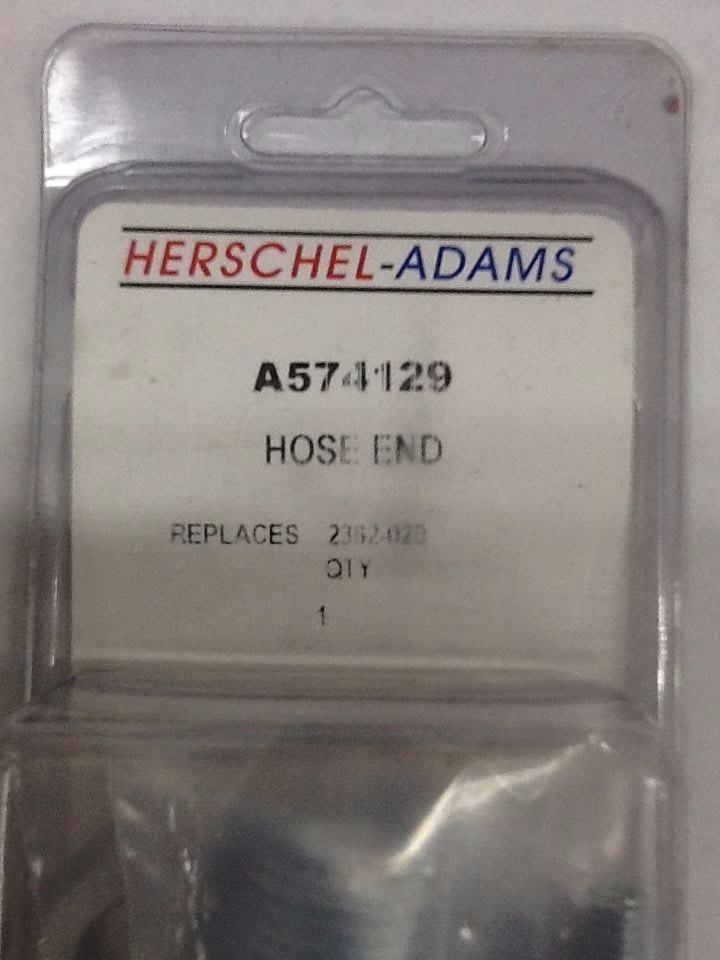 HERSCHEL-ADAMS
A574129
HOSE END
REPLACES
QTY
1